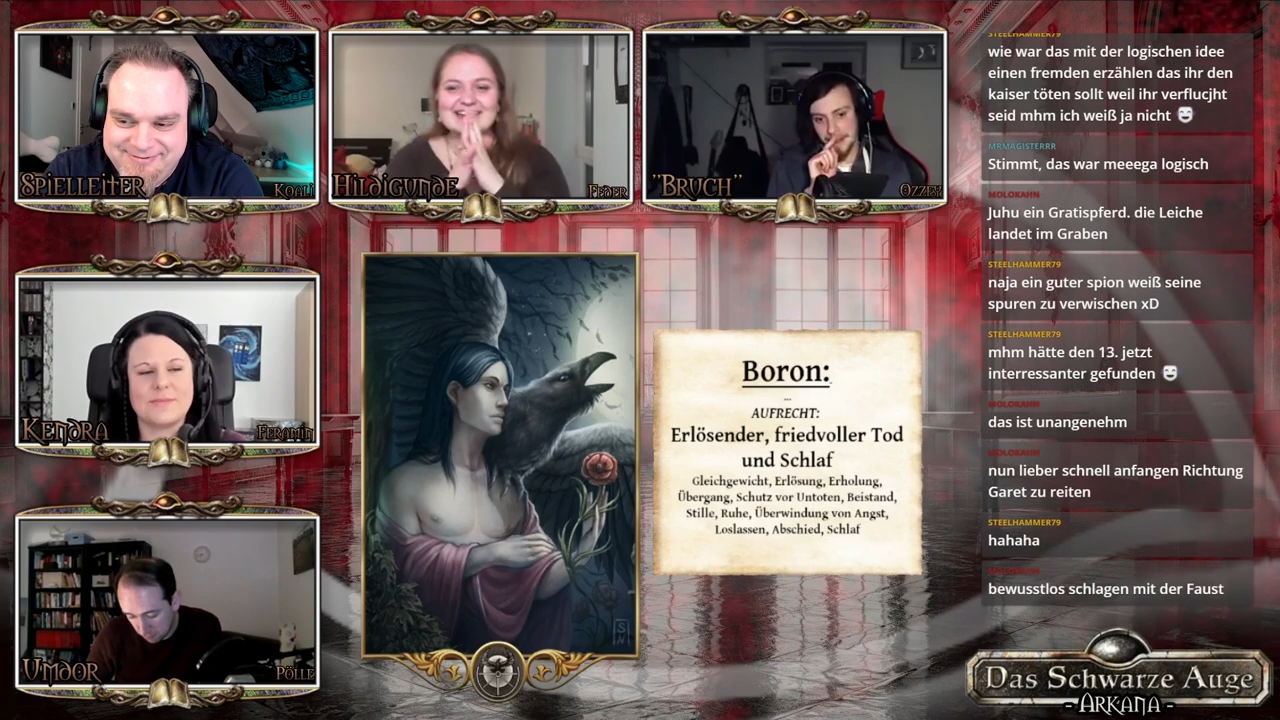 SPIELLEITER
KOALI
HILDIGUNDE
FEDER
"BRUCH"
OZZEK
KENDRA
FERAMIN
UMDOR
PÖLLE
Boron:
...
AUFRECHT:
Erlösender, friedvoller Tod
und Schlaf
Gleichgewicht, Erlösung, Erholung,
Übergang, Schutz vor Untoten, Beistand,
Stille, Ruhe, Überwindung von Angst,
Loslassen, Abschied, Schlaf
STEELHAMMER79
wie war das mit der logischen idee
einen fremden erzählen das ihr den
kaiser töten sollt weil ihr verflucjht
seid mhm ich weiß ja nicht
MRMAGISTERRR
Stimmt, das war meeega logisch
MOLOKAHN
Juhu ein Gratispferd. die Leiche
landet im Graben
STEELHAMMER79
naja ein guter spion weiß seine
spuren zu verwischen xD
STEELHAMMER79
mhm hätte den 13. jetzt
interressanter gefunden
MOLOKAHN
das ist unangenehm
MOLOKAHN
nun lieber schnell anfangen Richtung
Garet zu reiten
STEELHAMMER79
hahaha
MOLOKAHN
bewusstlos schlagen mit der Faust
DAS SCHWARZE AUGE
- ARKANA -